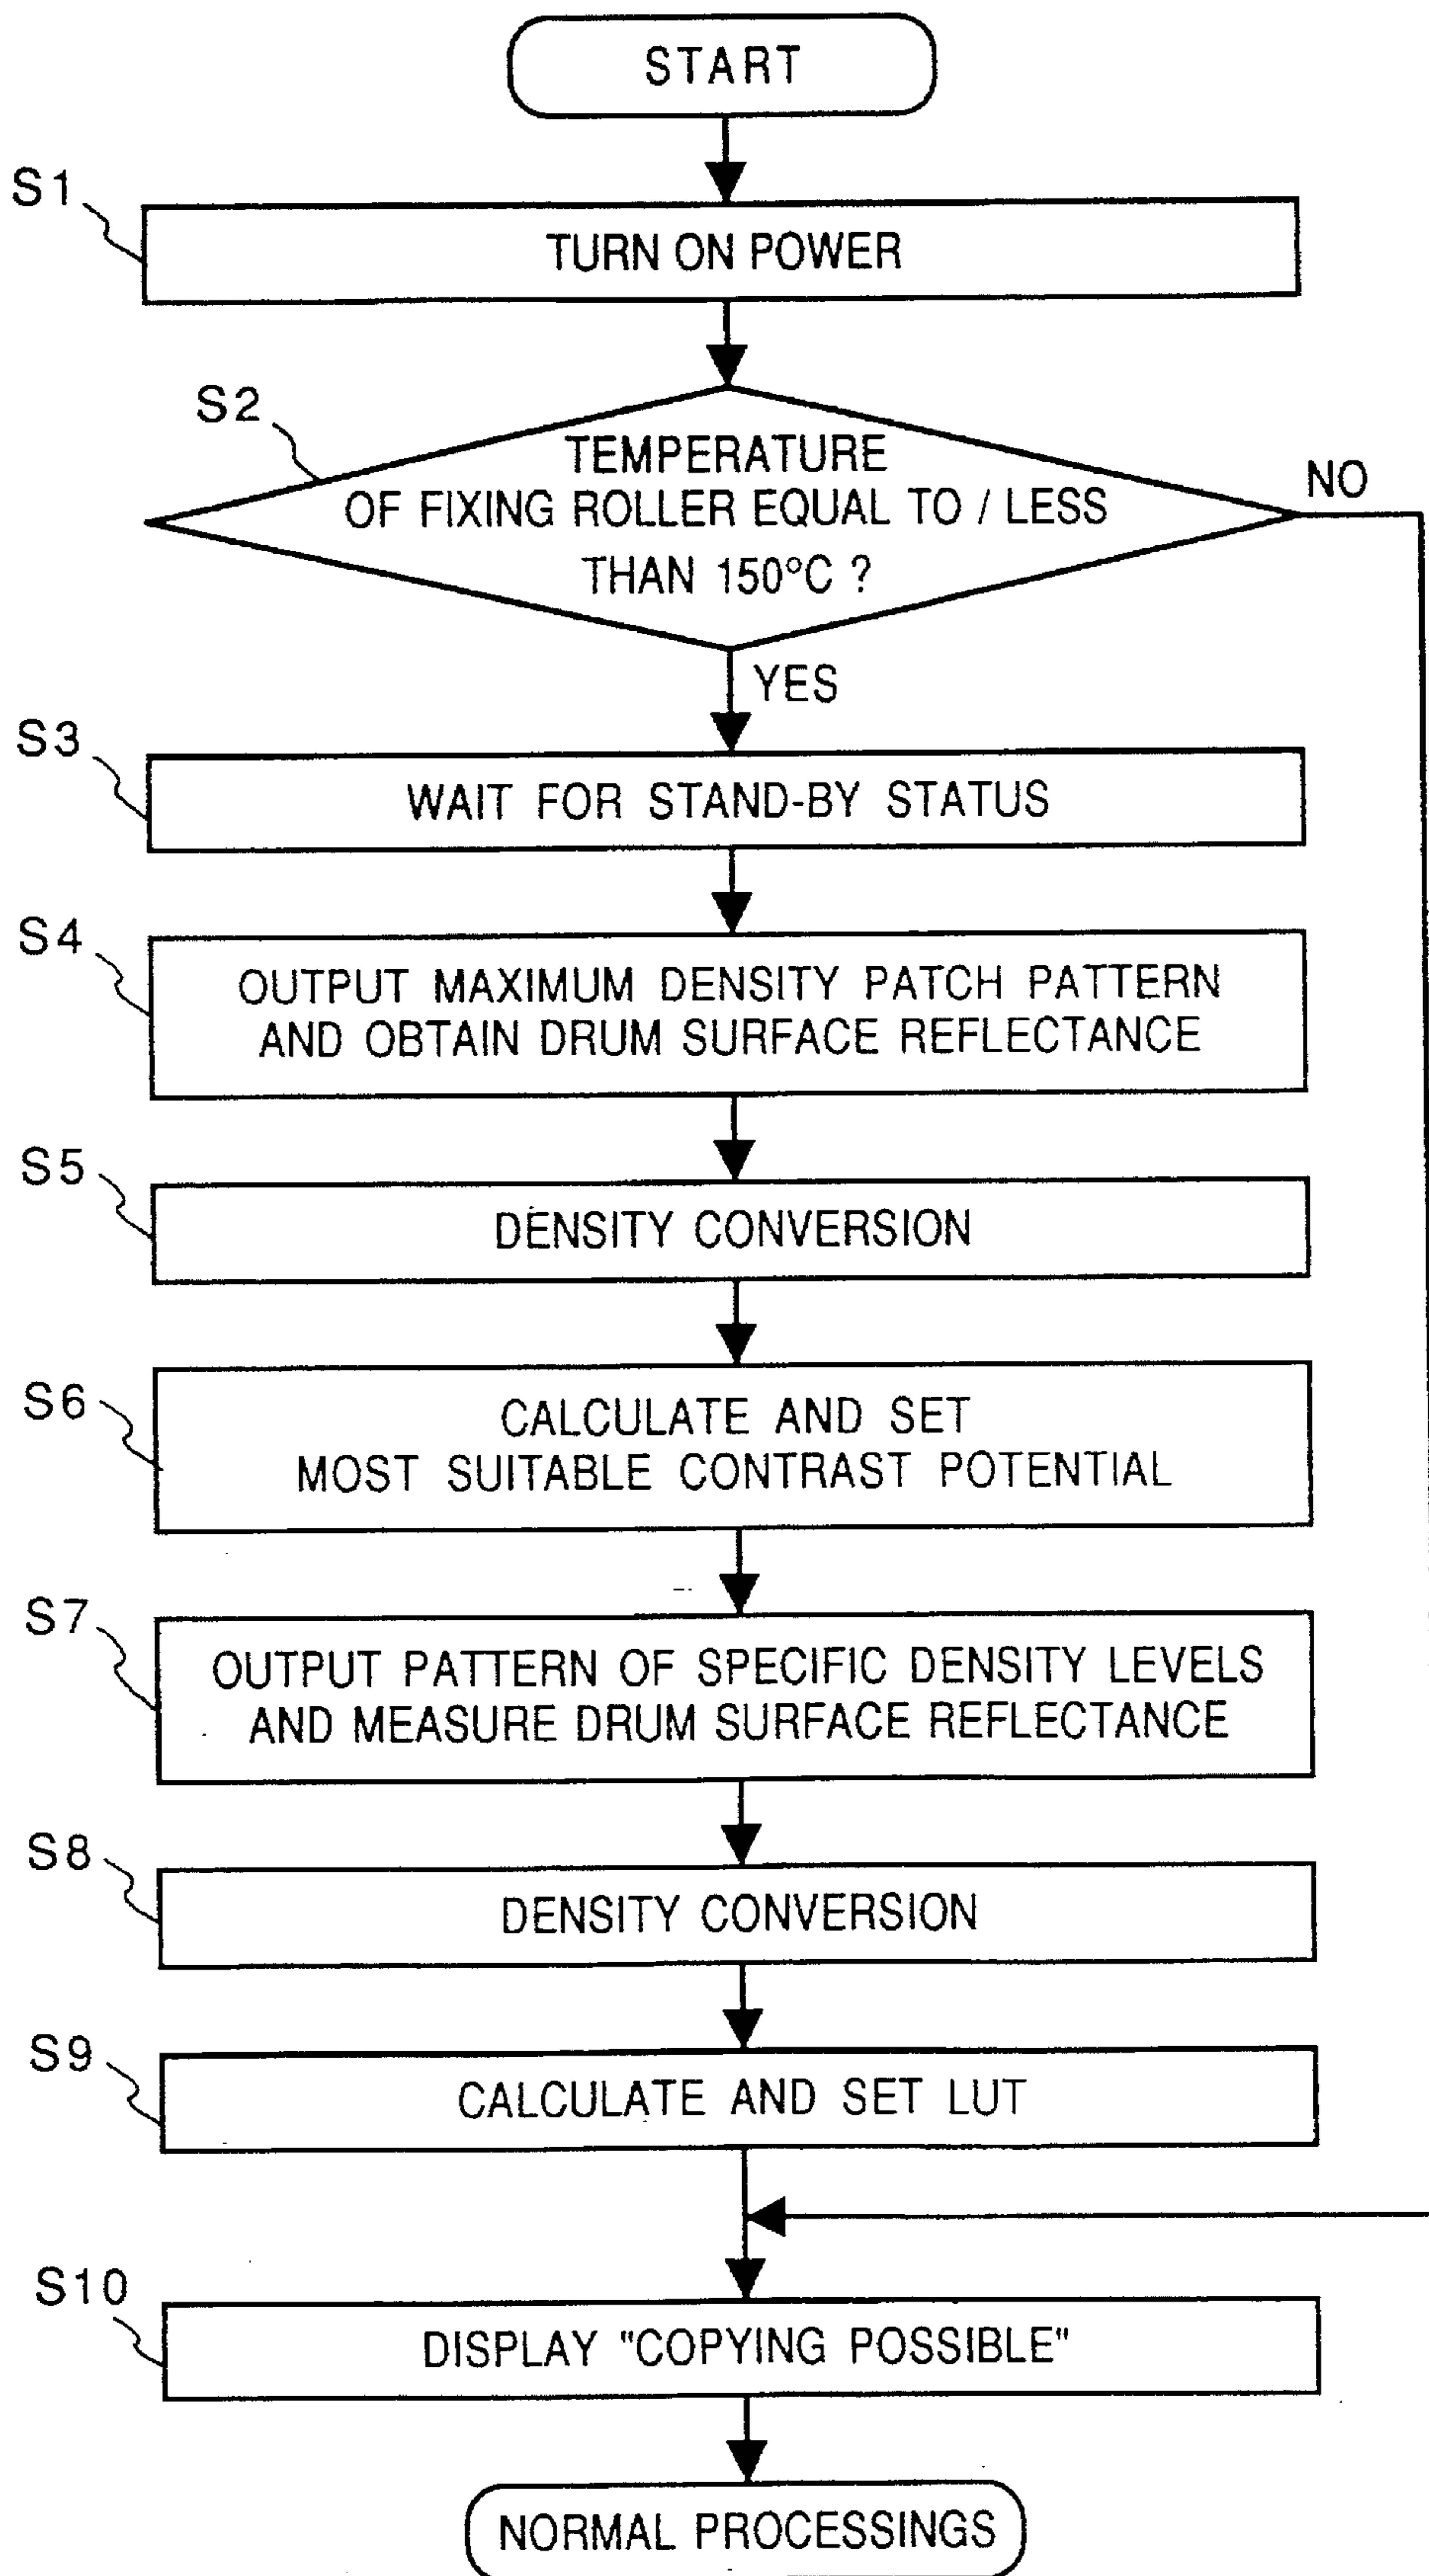 START
S1
TURN ON POWER
S2
TEMPERATURE
OF FIXING ROLLER EQUAL TO / LESS
THAN 150°C ?
NO
YES
S3
WAIT FOR STAND-BY STATUS
S4
OUTPUT MAXIMUM DENSITY PATCH PATTERN
AND OBTAIN DRUM SURFACE REFLECTANCE
S5
DENSITY CONVERSION
S6
CALCULATE AND SET
MOST SUITABLE CONTRAST POTENTIAL
S7
OUTPUT PATTERN OF SPECIFIC DENSITY LEVELS
AND MEASURE DRUM SURFACE REFLECTANCE
S8
DENSITY CONVERSION
S9
CALCULATE AND SET LUT
S10
DISPLAY "COPYING POSSIBLE"
NORMAL PROCESSINGS